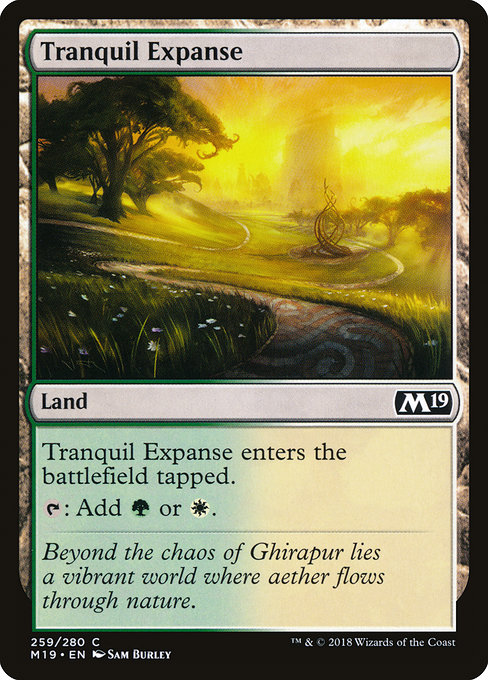 Tranquil Expanse
Land
M19
Tranquil Expanse enters the
battlefield tapped.
: Add or .
Beyond the chaos of Ghirapur lies
a vibrant world where aether flows
through nature.
259/280 C
M19 • EN Sam Burley
™ & © 2018 Wizards of the Coast